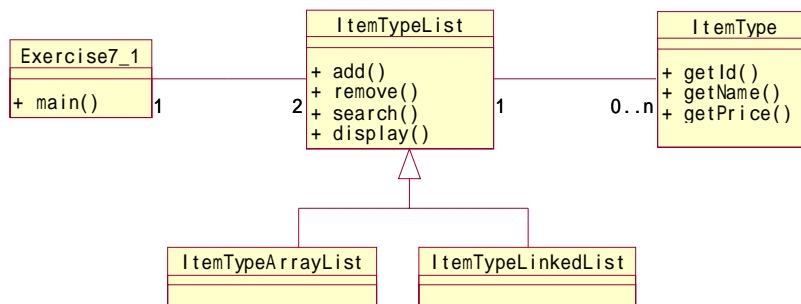 Exercise7_1
+ main()
1
2
ItemTypeList
+ add()
+ remove()
+ search()
+ display()
1
0..n
ItemType
+ getId()
+ getName()
+ getPrice()
ItemTypeArrayList
ItemTypeLinkedList